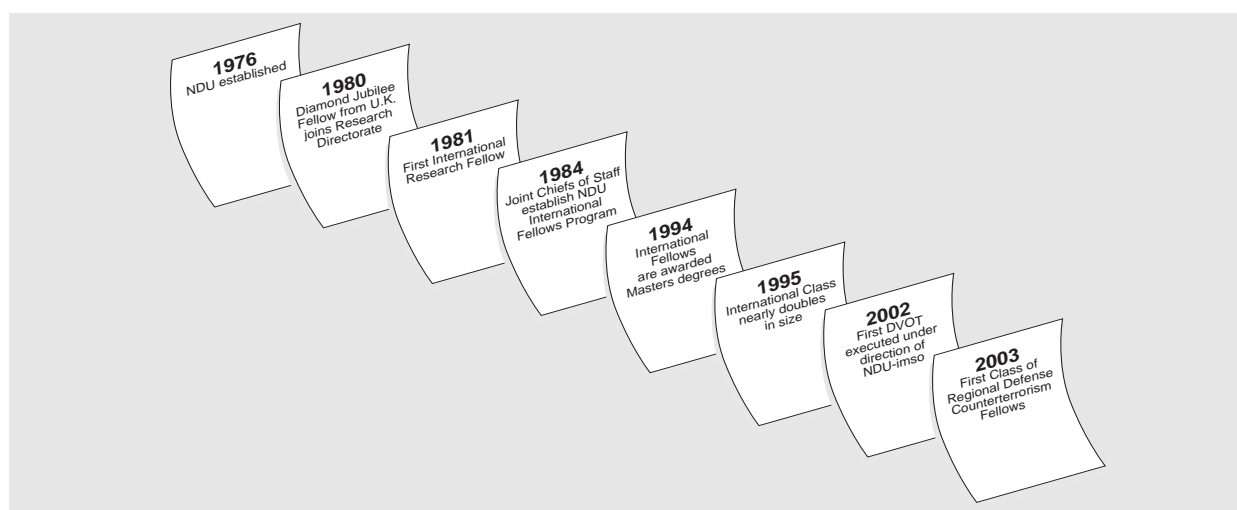 1976
NDU established
1980
Diamond Jubilee
Fellow from U.K.
joins Research
Directorate
1981
First International
Research Fellow
1984
Joint Chiefs of Staff
establish NDU
International
Fellows Program
1994
International
Fellows
are awarded
Masters degrees
1995
International Class
nearly doubles
in size
2002
First DVOT
executed under
direction of
NDU-imso
2003
First Class of
Regional Defense
Counterterrorism
Fellows